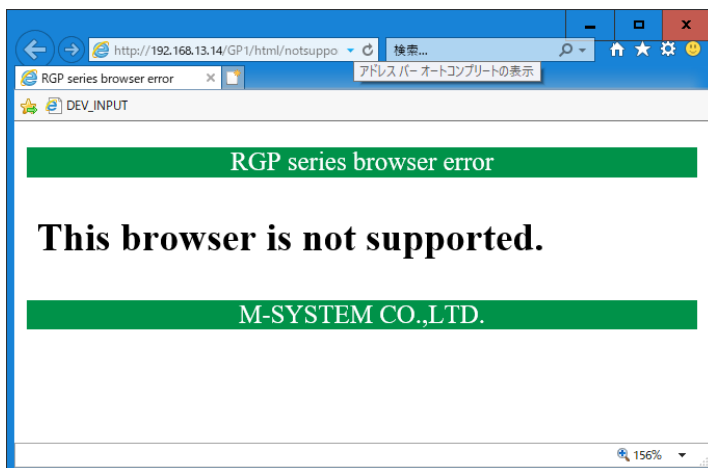 http://192.168.13.14/GP1/html/notsuppo
検索...
RGP series browser error
アドレス バー オートコンプリートの表示
DEV_INPUT
RGP series browser error
This browser is not supported.
M-SYSTEM CO.,LTD.
156%